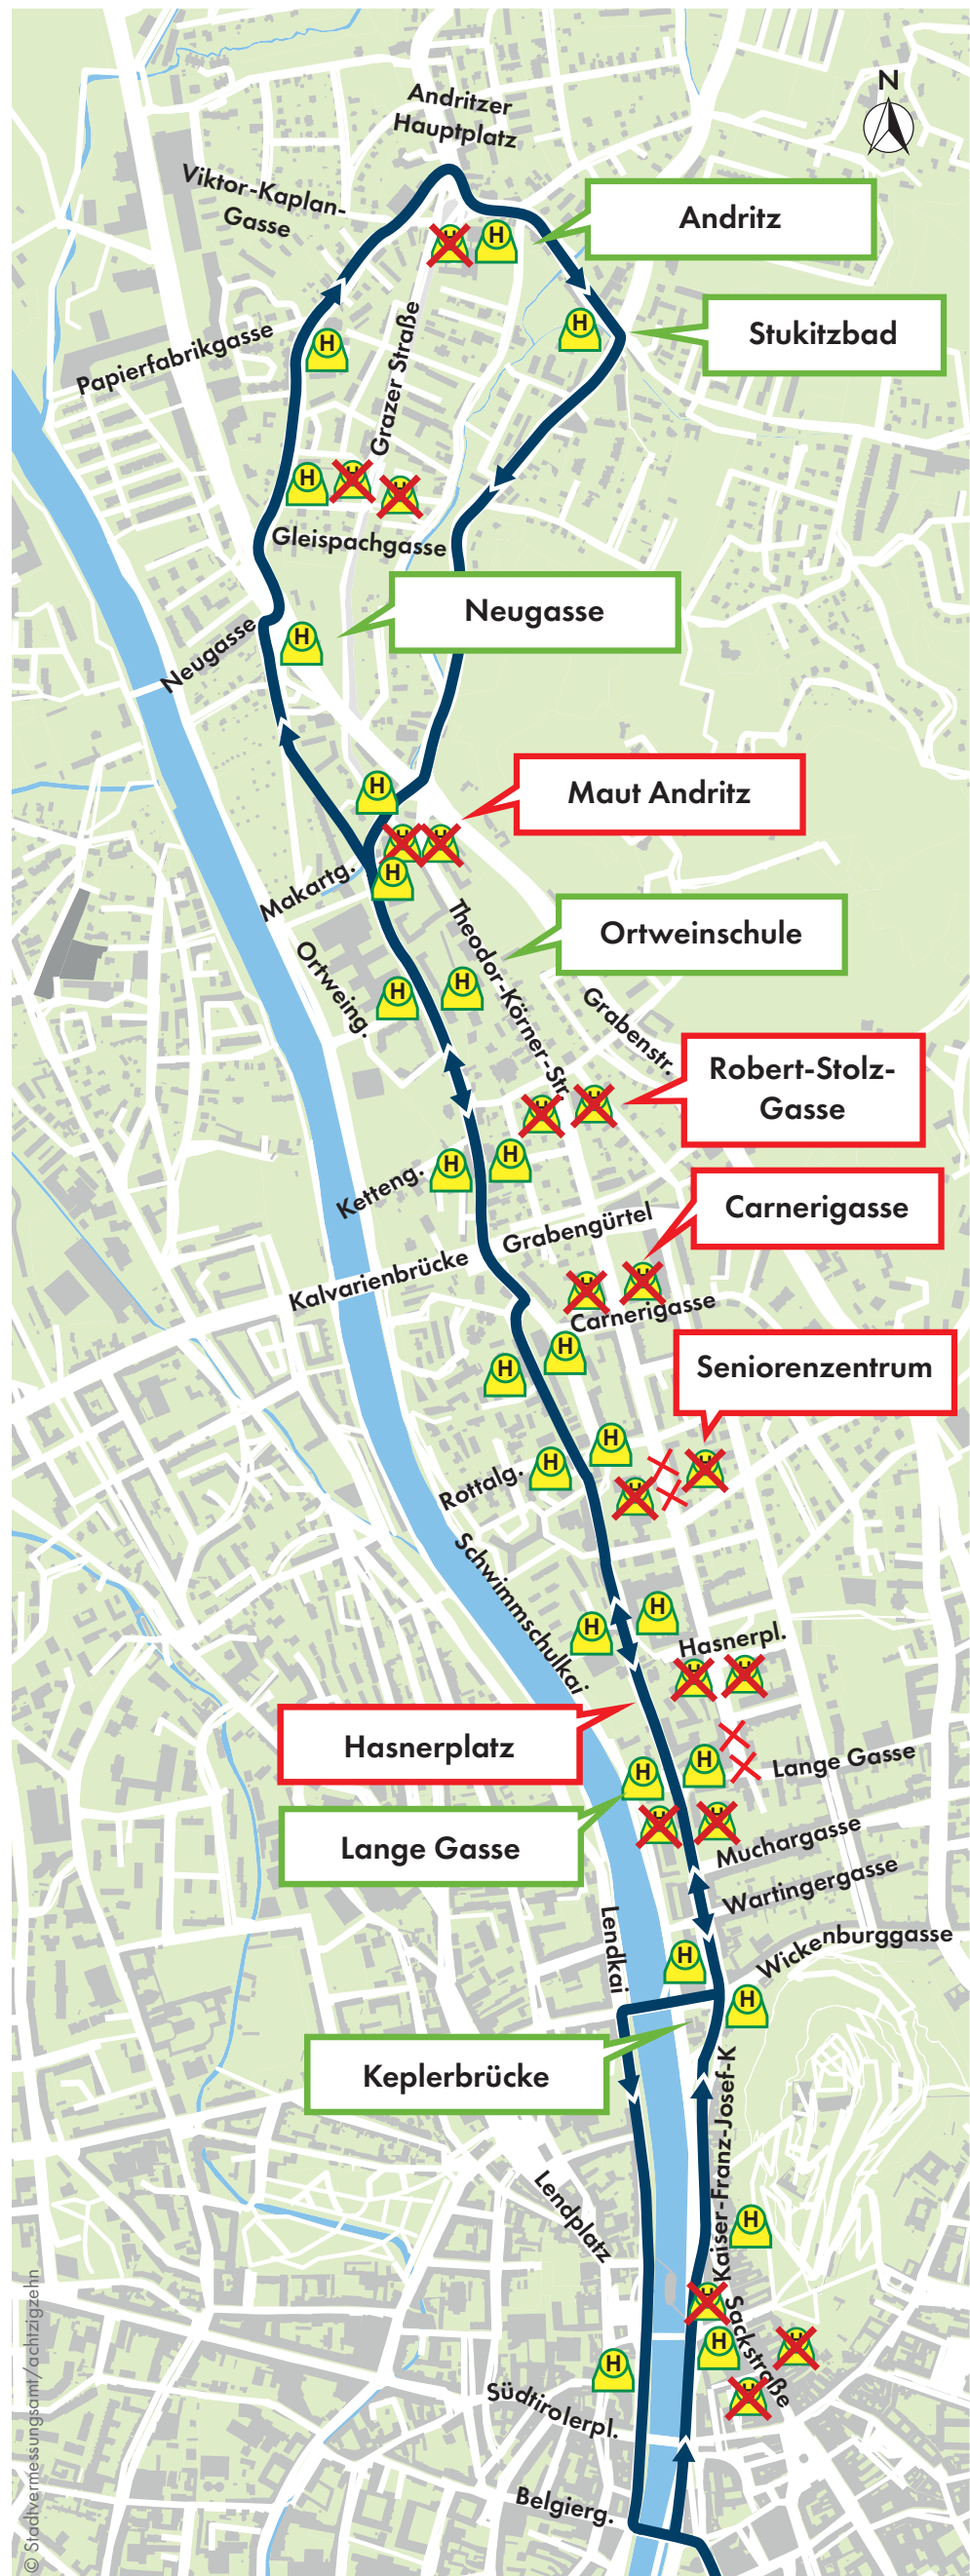 N
Andritzer
Hauptplatz
Viktor-Kaplan-
Gasse
Andritz
H
H
Stukitzbad
H
H
Papierfabrikgasse
Grazer Straße
H
H
H
Gleispachgasse
Neugasse
Neugasse
H
Maut Andritz
H
H
H
H
Makartg.
Ortweinschule
Theodor-Körner-Str.
Ortweing.
H
H
Grabenstr.
Robert-Stolz-
Gasse
H
H
H
H
Ketteng.
Carnerigasse
Grabengürtel
Kalvarienbrücke
H
H
Carnerigasse
H
H
Seniorenzentrum
H
H
H
H
Rottalg.
Schwimmschulkai
H
H
Hasnerpl.
H
H
Hasnerplatz
H
H
Lange Gasse
Lange Gasse
H
H
Muchargasse
Wartingergasse
Lendkai
Wickenburggasse
H
H
Keplerbrücke
Kaiser-Franz-Josef-K
Lendplatz
H
H
Sackstraße
H
H
H
H
Südtirolerpl.
Belgierg.
© Stadtvermessungsamt/achtzigzehn